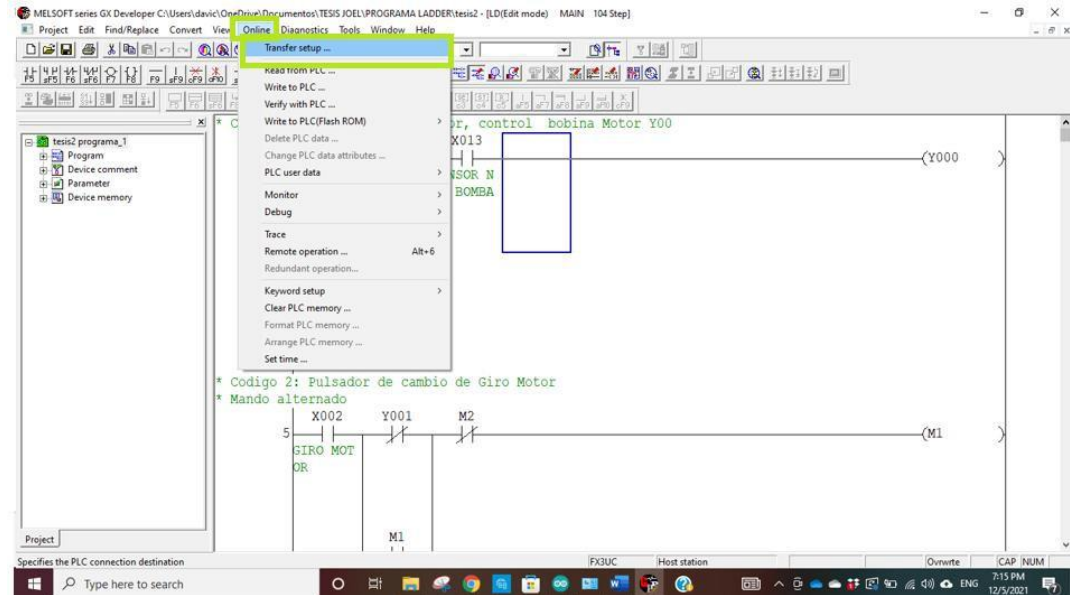 MELSOFT series GX Developer C:\Users\davic\OneDrive\Documentos\TESIS JOEL\PROGRAMA LADDER\tesis2 - [LD(Edit mode) MAIN 104 Step]
Project Edit Find/Replace Convert View Online Diagnostics Tools Window Help
Transfer setup ...
Read from PLC ...
Write to PLC ...
Verify with PLC ...
Write to PLC(Flash ROM)
Delete PLC data ...
Change PLC data attributes ...
PLC user data
Monitor
Debug
Trace
Remote operation ... Alt+6
Redundant operation...
Keyword setup
Clear PLC memory ...
Format PLC memory ...
Arrange PLC memory ...
Set time ...
tesis2 programa_1
Program
Device comment
Parameter
Device memory
Project
* C
or, control bobina Motor Y00
X013
(Y000 )
NSOR N
BOMBA
* Codigo 2: Pulsador de cambio de Giro Motor
* Mando alternado
X002 Y001 M2
5
(M1 )
GIRO MOT
OR
M1
Specifies the PLC connection destination FX3UC Host station Ovrwrte CAP NUM
Type here to search
ENG 7:15 PM
12/5/2021